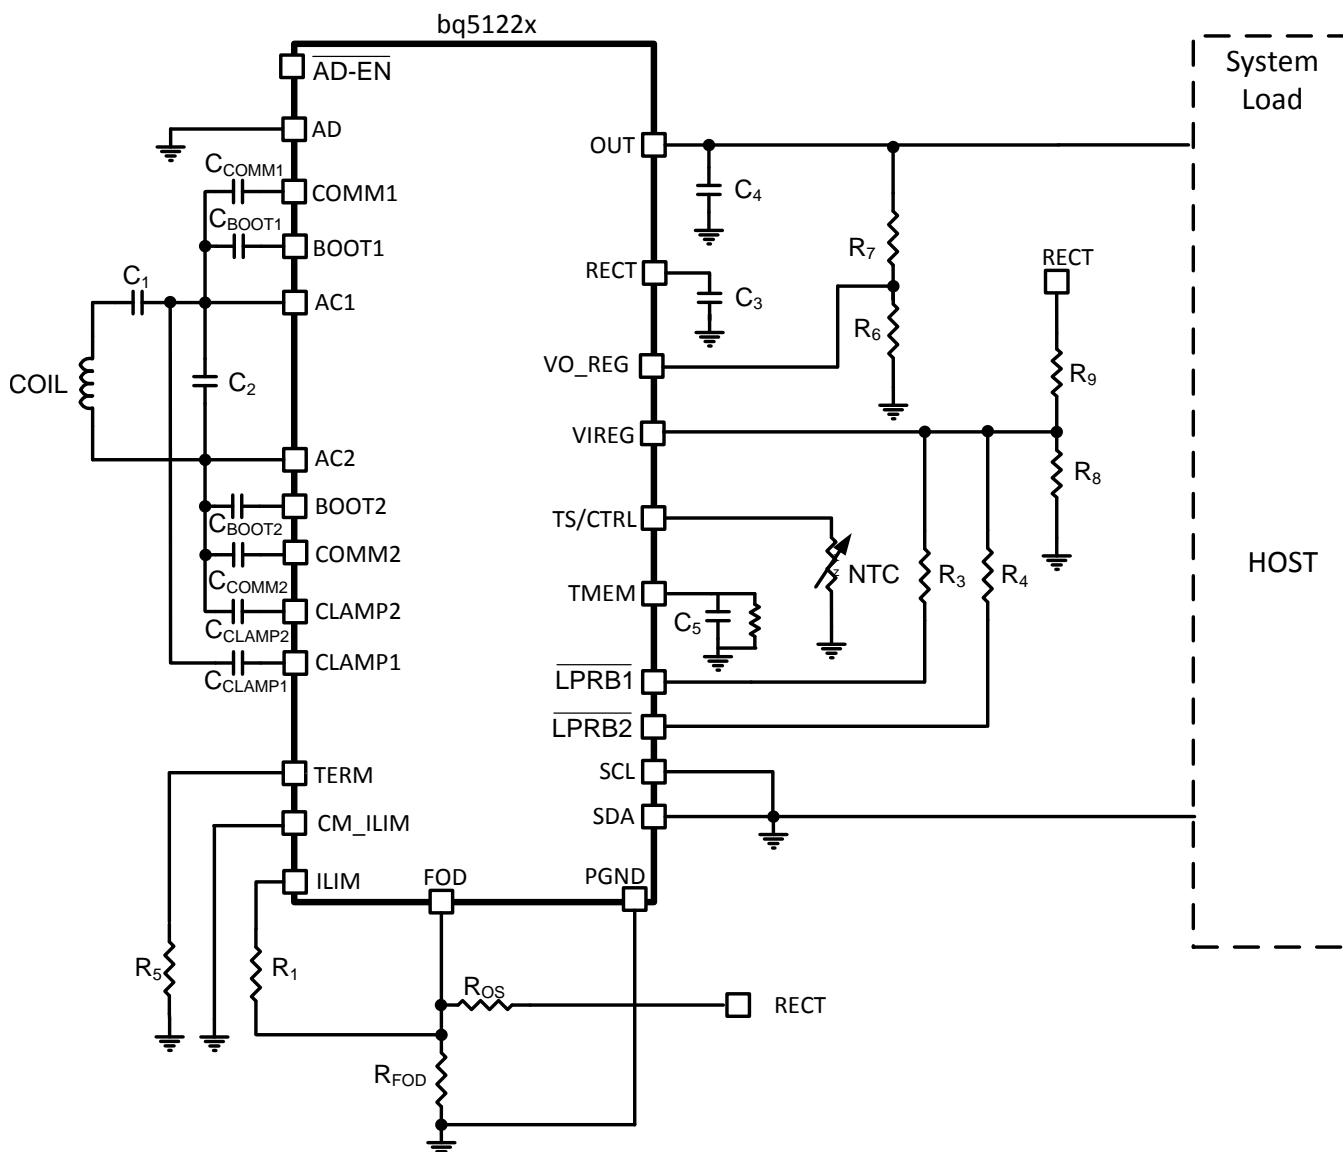 bq5122x
AD-EN
AD
CCOMM1
COMM1
CBOOT1
BOOT1
C1
AC1
COIL
C2
AC2
BOOT2
CBOOT2
COMM2
CCOMM2
CLAMP2
CCLAMP2
CLAMP1
CCLAMP1
TERM
CM_ILIM
ILIM
FOD
PGND
R5
R1
ROS
RECT
RFOD
OUT
C4
R7
RECT
C3
R6
VO_REG
RECT
R9
VIREG
R8
TS/CTRL
NTC
R3
R4
TMEM
C5
LPRB1
LPRB2
SCL
SDA
System
Load
HOST